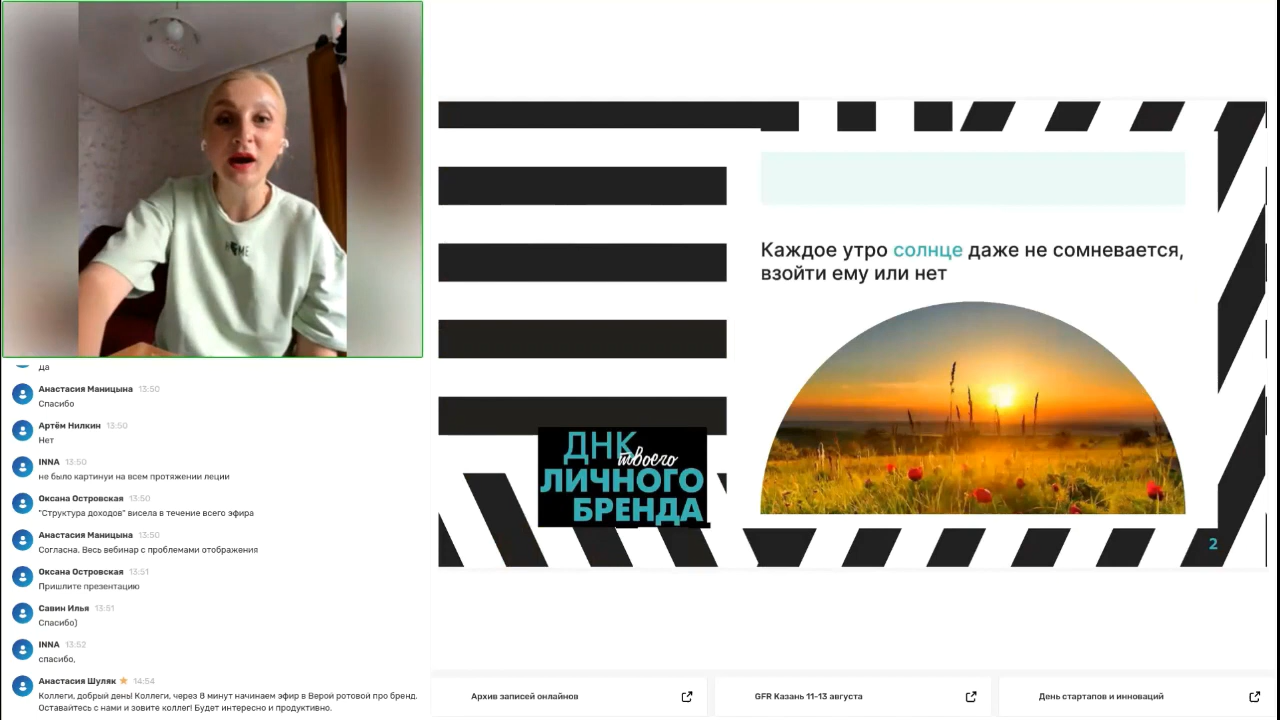 HOME
Да
Анастасия Маницына 13:50
Спасибо
Артём Нилкин 13:50
Нет
INNA 13:50
не было картинуи на всем протяжении леции
Оксана Островская 13:50
"Структура доходов" висела в течение всего эфира
Анастасия Маницына 13:50
Согласна. Весь вебинар с проблемами отображения
Оксана Островская 13:51
Пришлите презентацию
Савин Илья 13:51
Спасибо)
INNA 13:52
спасибо,
Анастасия Шуляк 14:54
Коллеги, добрый день! Коллеги, через 8 минут начинаем эфир в Верой ротовой про бренд.
Оставайтесь с нами и зовите коллег! Будет интересно и продуктивно.
Каждое утро солнце даже не сомневается,
взойти ему или нет
ДНК
твоего
ЛИЧНОГО
БРЕНДА
2
Архив записей онлайнов
GFR Казань 11-13 августа
День стартапов и инноваций